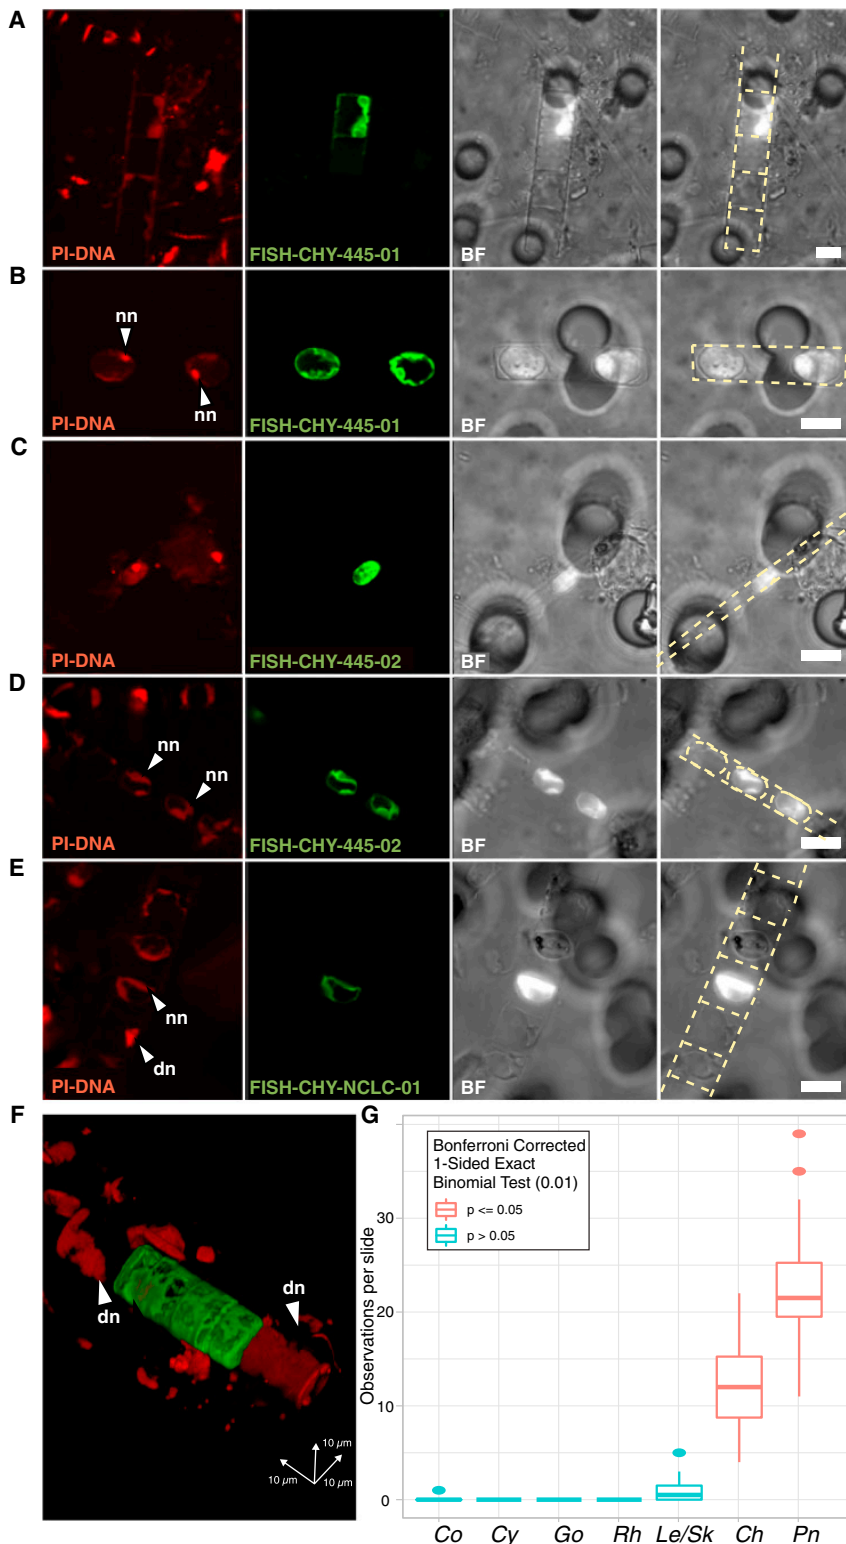 A
PI-DNA
FISH-CHY-445-01
BF
B
nn
nn
PI-DNA
FISH-CHY-445-01
BF
C
PI-DNA
FISH-CHY-445-02
BF
D
nn
nn
PI-DNA
FISH-CHY-445-02
BF
E
nn
dn
PI-DNA
FISH-CHY-NCLC-01
BF
F
dn
dn
10 µm
10 µm
10 µm
G
Bonferroni Corrected
1-Sided Exact
Binomial Test (0.01)
p <= 0.05
p > 0.05
Observations per slide
30
20
10
0
Co Cy Go Rh Le/Sk Ch Pn